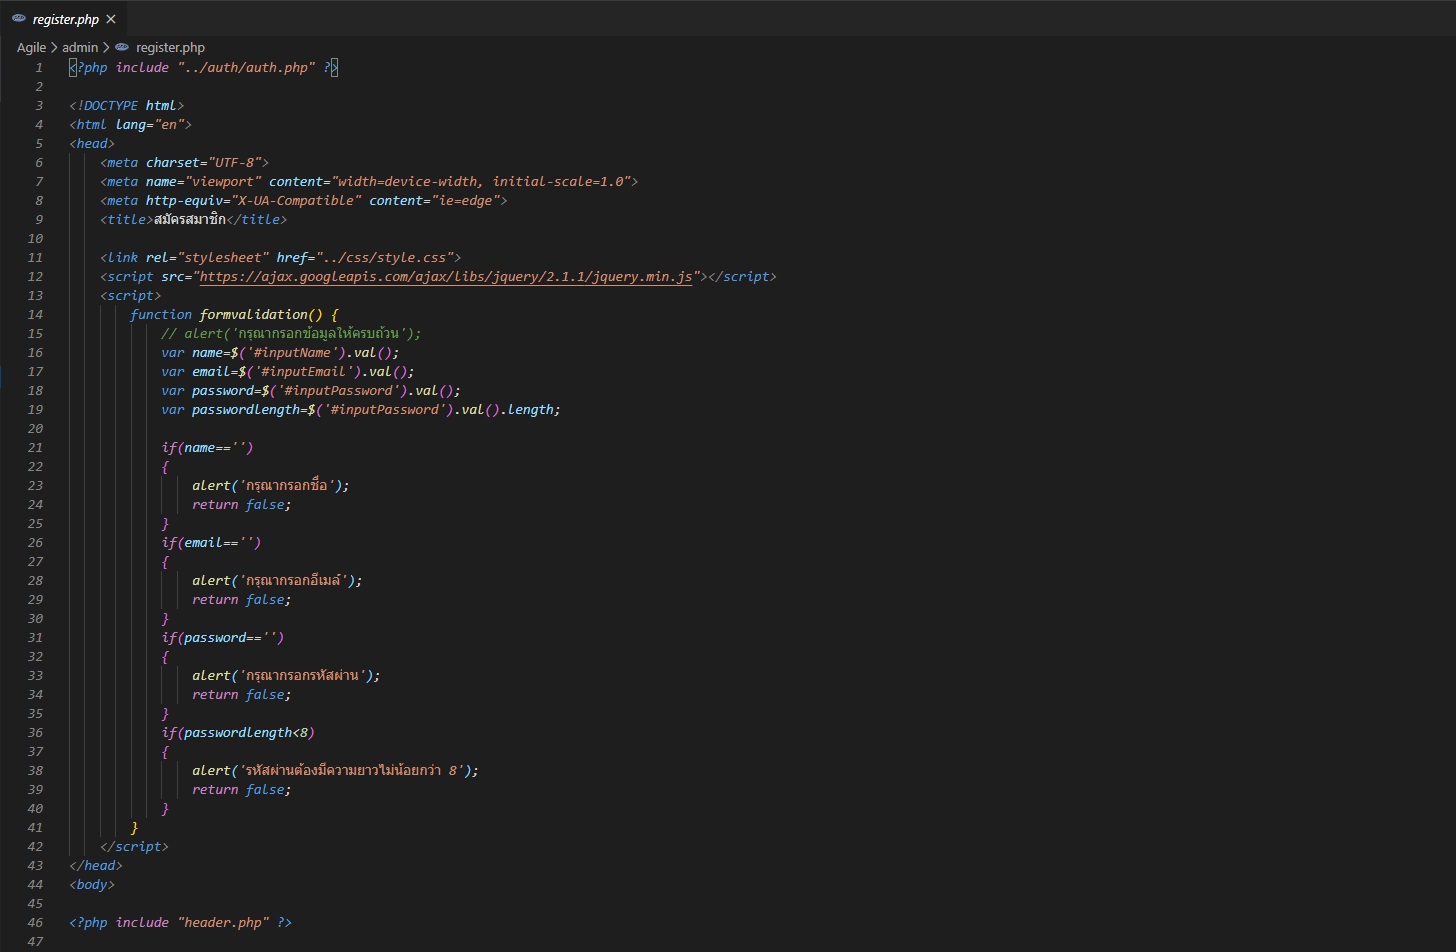 register.php ×
Agile > admin > register.php
1 <?php include "../auth/auth.php" ?>
2
3 <!DOCTYPE html>
4 <html lang="en">
5 <head>
6 <meta charset="UTF-8">
7 <meta name="viewport" content="width=device-width, initial-scale=1.0">
8 <meta http-equiv="X-UA-Compatible" content="ie=edge">
9 <title>สมัครสมาชิก</title>
10
11 <link rel="stylesheet" href="../css/style.css">
12 <script src="https://ajax.googleapis.com/ajax/libs/jquery/2.1.1/jquery.min.js"></script>
13 <script>
14 function formvalidation() {
15 // alert('กรุณากรอกข้อมูลให้ครบถ้วน');
16 var name=$('#inputName').val();
17 var email=$('#inputEmail').val();
18 var password=$('#inputPassword').val();
19 var passwordlength=$('#inputPassword').val().length;
20
21 if(name=='')
22 {
23 alert('กรุณากรอกชื่อ');
24 return false;
25 }
26 if(email=='')
27 {
28 alert('กรุณากรอกอีเมล์');
29 return false;
30 }
31 if(password=='')
32 {
33 alert('กรุณากรอกรหัสผ่าน');
34 return false;
35 }
36 if(passwordlength<8)
37 {
38 alert('รหัสผ่านต้องมีความยาวไม่น้อยกว่า 8');
39 return false;
40 }
41 }
42 </script>
43 </head>
44 <body>
45
46 <?php include "header.php" ?>
47